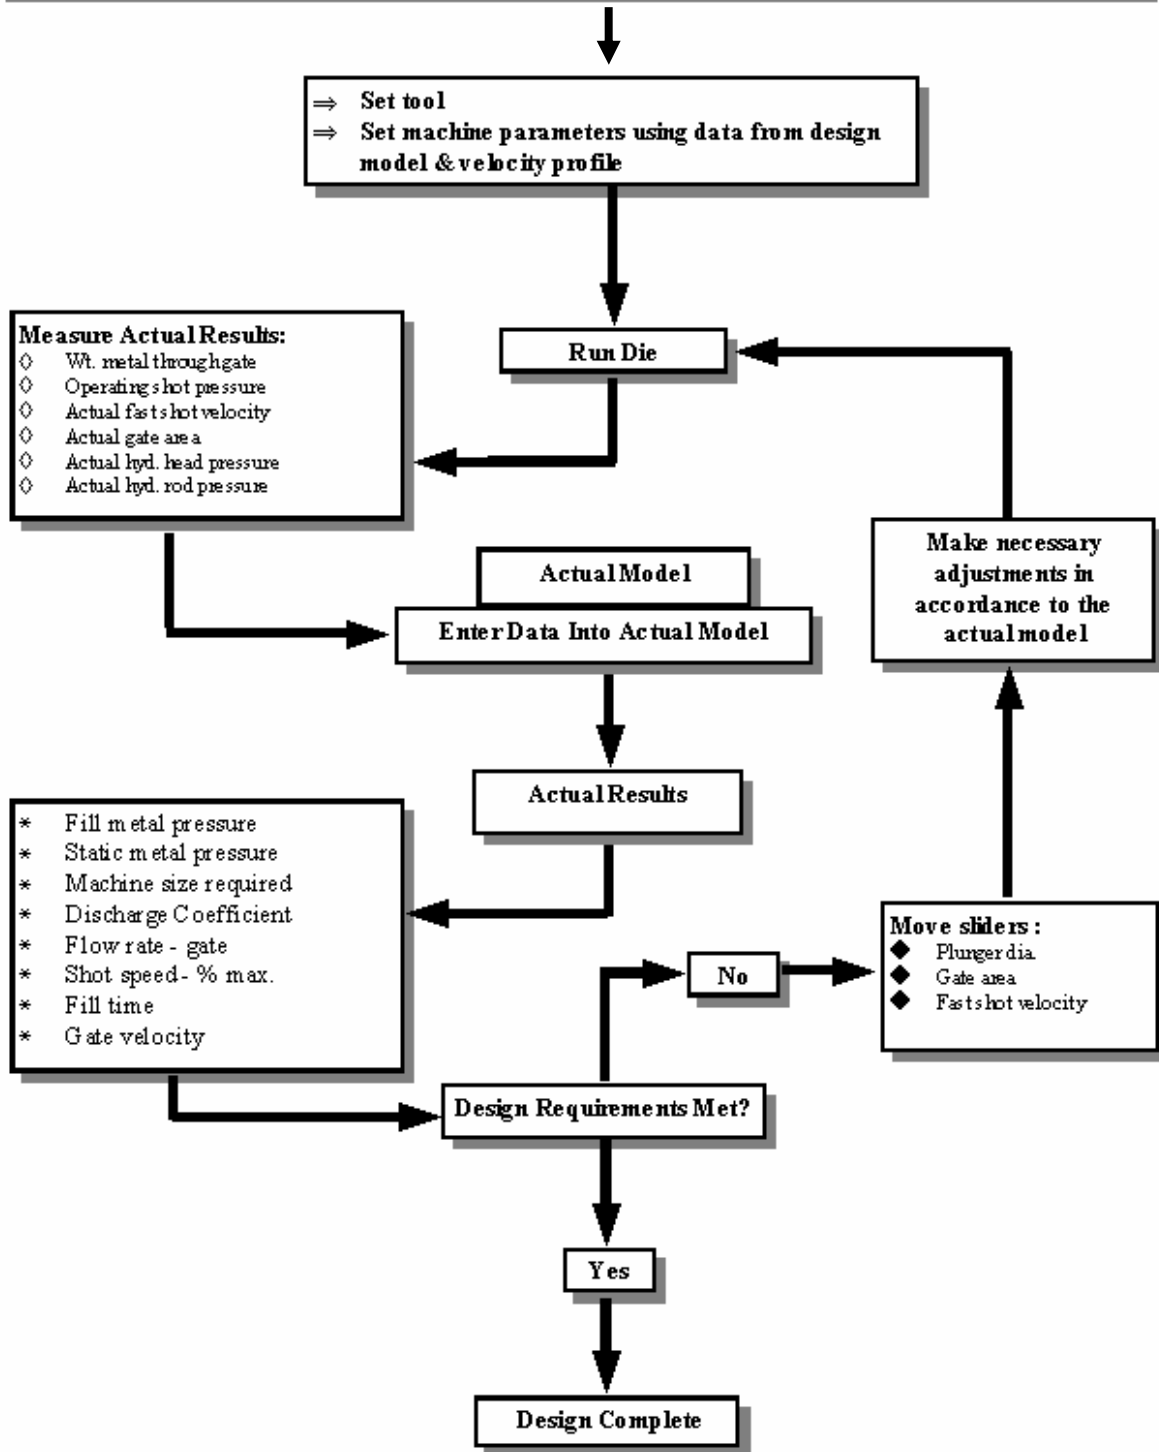 ⇒ Set tool
⇒ Set machine parameters using data from design
model & velocity profile
Run Die
Measure Actual Results:
◊ Wt. metal through gate
◊ Operating shot pressure
◊ Actual fast shot velocity
◊ Actual gate area
◊ Actual hyd. head pressure
◊ Actual hyd. rod pressure
Actual Model
Enter Data Into Actual Model
Make necessary
adjustments in
accordance to the
actual model
Actual Results
* Fill metal pressure
* Static metal pressure
* Machine size required
* Discharge Coefficient
* Flow rate - gate
* Shot speed - % max.
* Fill time
* Gate velocity
Design Requirements Met?
No
Move sliders :
◆ Plunger dia.
◆ Gate area
◆ Fast shot velocity
Yes
Design Complete